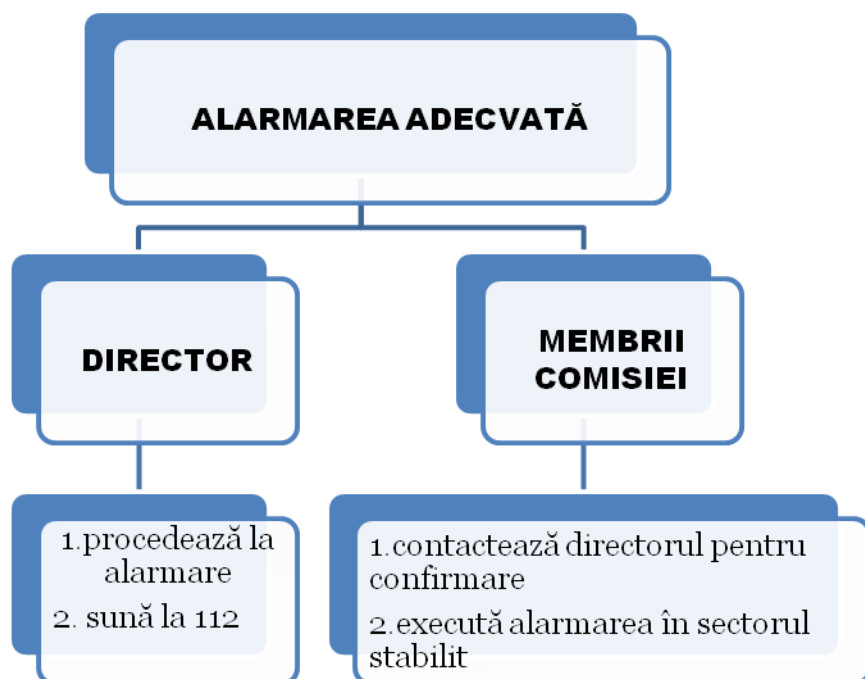 ALARMAREA ADECVATĂ
DIRECTOR
MEMBRII
COMISIEI
1.procedează la
alarmare
2. sună la 112
1.contactează directorul pentru
confirmare
2.execută alarmarea în sectorul
stabilit